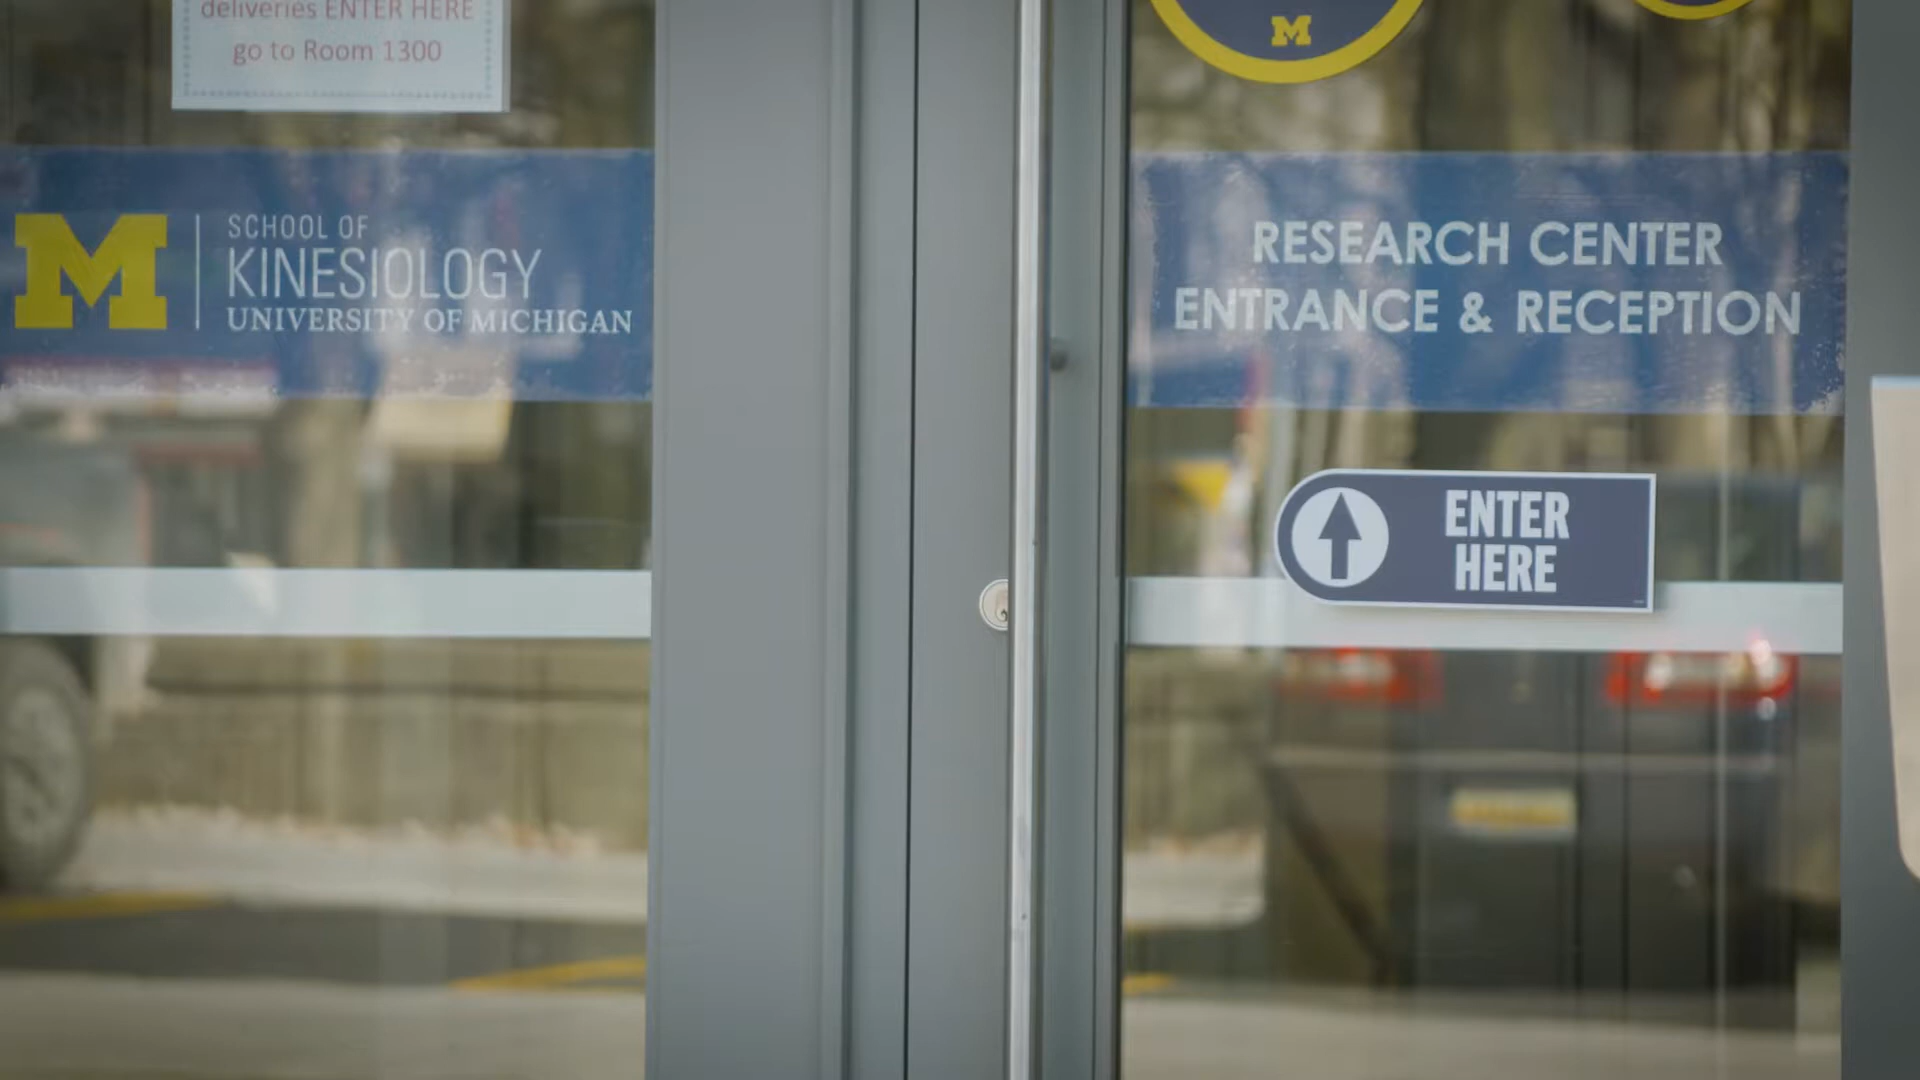 deliveries ENTER HERE
go to Room 1300
M
SCHOOL OF
KINESIOLOGY
UNIVERSITY OF MICHIGAN
M
RESEARCH CENTER
ENTRANCE & RECEPTION
ENTER
HERE